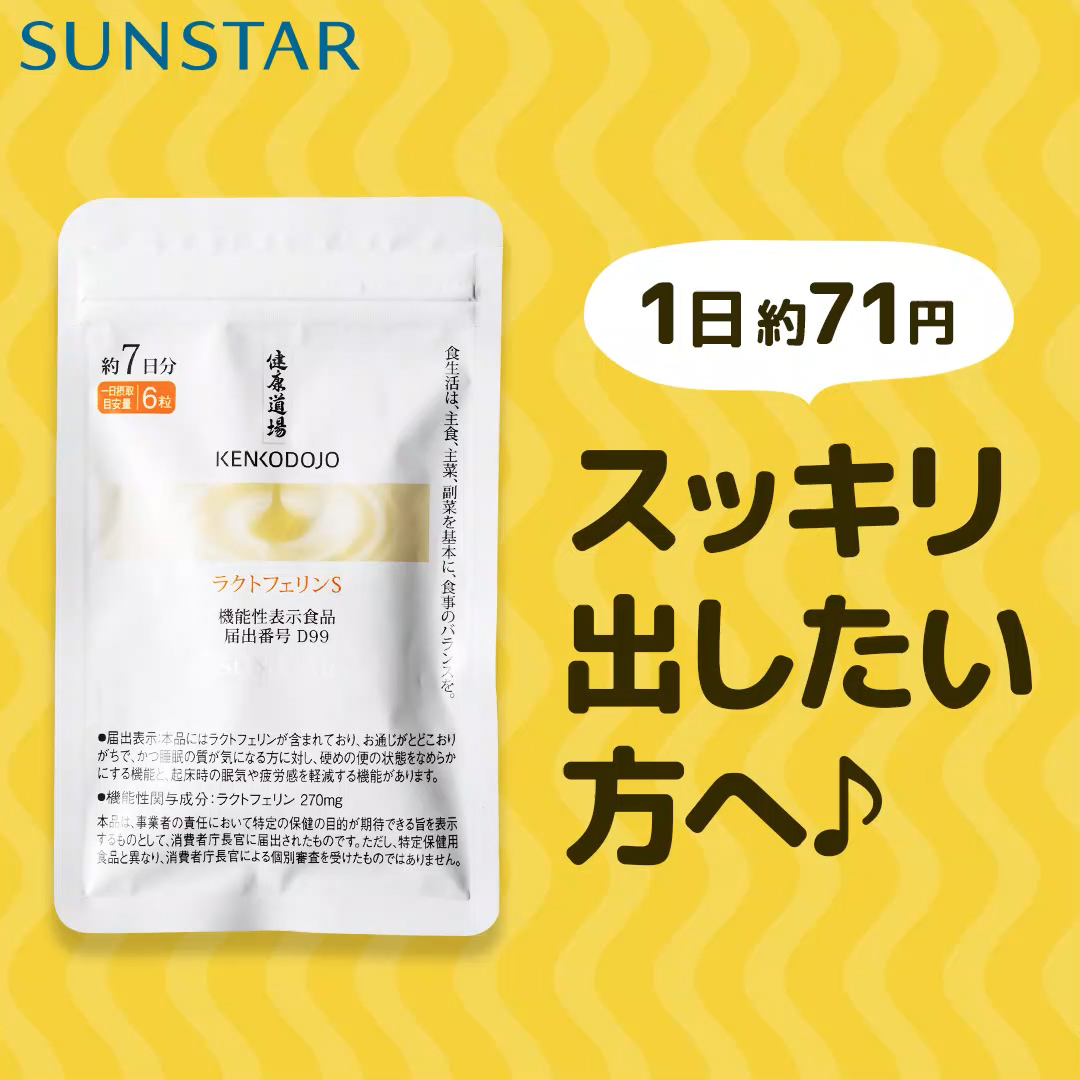 SUNSTAR
1日約71円
スッキリ
出したい
方へ♪
約7日分
一日摂取
目安量
6粒
健康道場
KENKODOJO
食生活は、主食、主菜、副菜を基本に、食事のバランスを。
ラクトフェリンS
機能性表示食品
届出番号 D99
SUNSTAR
●届出表示:本品にはラクトフェリンが含まれており、お通じがとどこおり
がちで、かつ睡眠の質が気になる方に対し、硬めの便の状態をなめらか
にする機能と、起床時の眠気や疲労感を軽減する機能があります。
●機能性関与成分:ラクトフェリン 270mg
本品は、事業者の責任において特定の保健の目的が期待できる旨を表示
するものとして、消費者庁長官に届出されたものです。ただし、特定保健用
食品と異なり、消費者庁長官による個別審査を受けたものではありません。